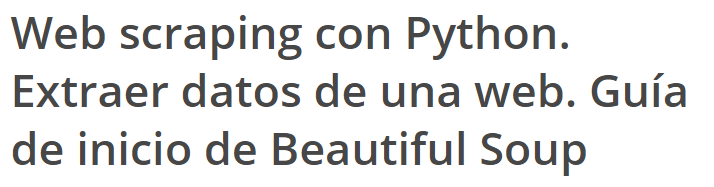 Web scraping con Python.
Extraer datos de una web. Guía
de inicio de Beautiful Soup